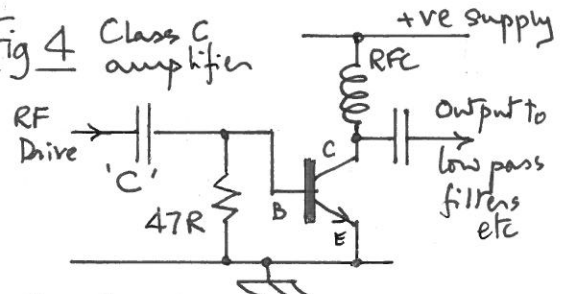 Fig 4 Class C
amplifier
+ve supply
RFC
RF
Drive
'C'
47R
B
C
E
Output to
low pass
filters
etc